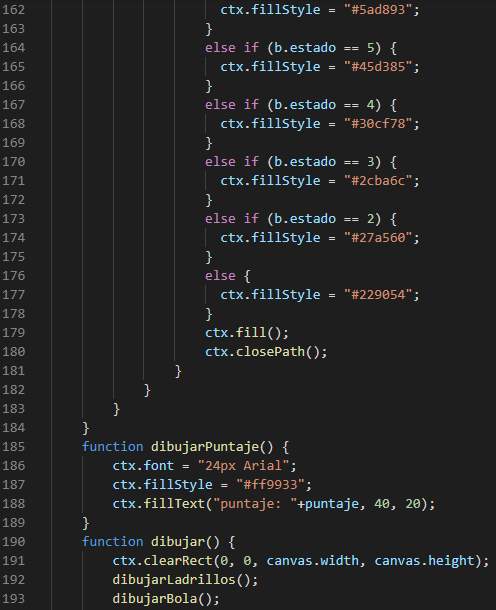 162 ctx.fillStyle = "#5ad893";
163 }
164 else if (b.estado == 5) {
165 ctx.fillStyle = "#45d385";
166 }
167 else if (b.estado == 4) {
168 ctx.fillStyle = "#30cf78";
169 }
170 else if (b.estado == 3) {
171 ctx.fillStyle = "#2cba6c";
172 }
173 else if (b.estado == 2) {
174 ctx.fillStyle = "#27a560";
175 }
176 else {
177 ctx.fillStyle = "#229054";
178 }
179 ctx.fill();
180 ctx.closePath();
181 }
182 }
183 }
184 }
185 function dibujarPuntaje() {
186 ctx.font = "24px Arial";
187 ctx.fillStyle = "#ff9933";
188 ctx.fillText("puntaje: "+puntaje, 40, 20);
189 }
190 function dibujar() {
191 ctx.clearRect(0, 0, canvas.width, canvas.height);
192 dibujarLadrillos();
193 dibujarBola();